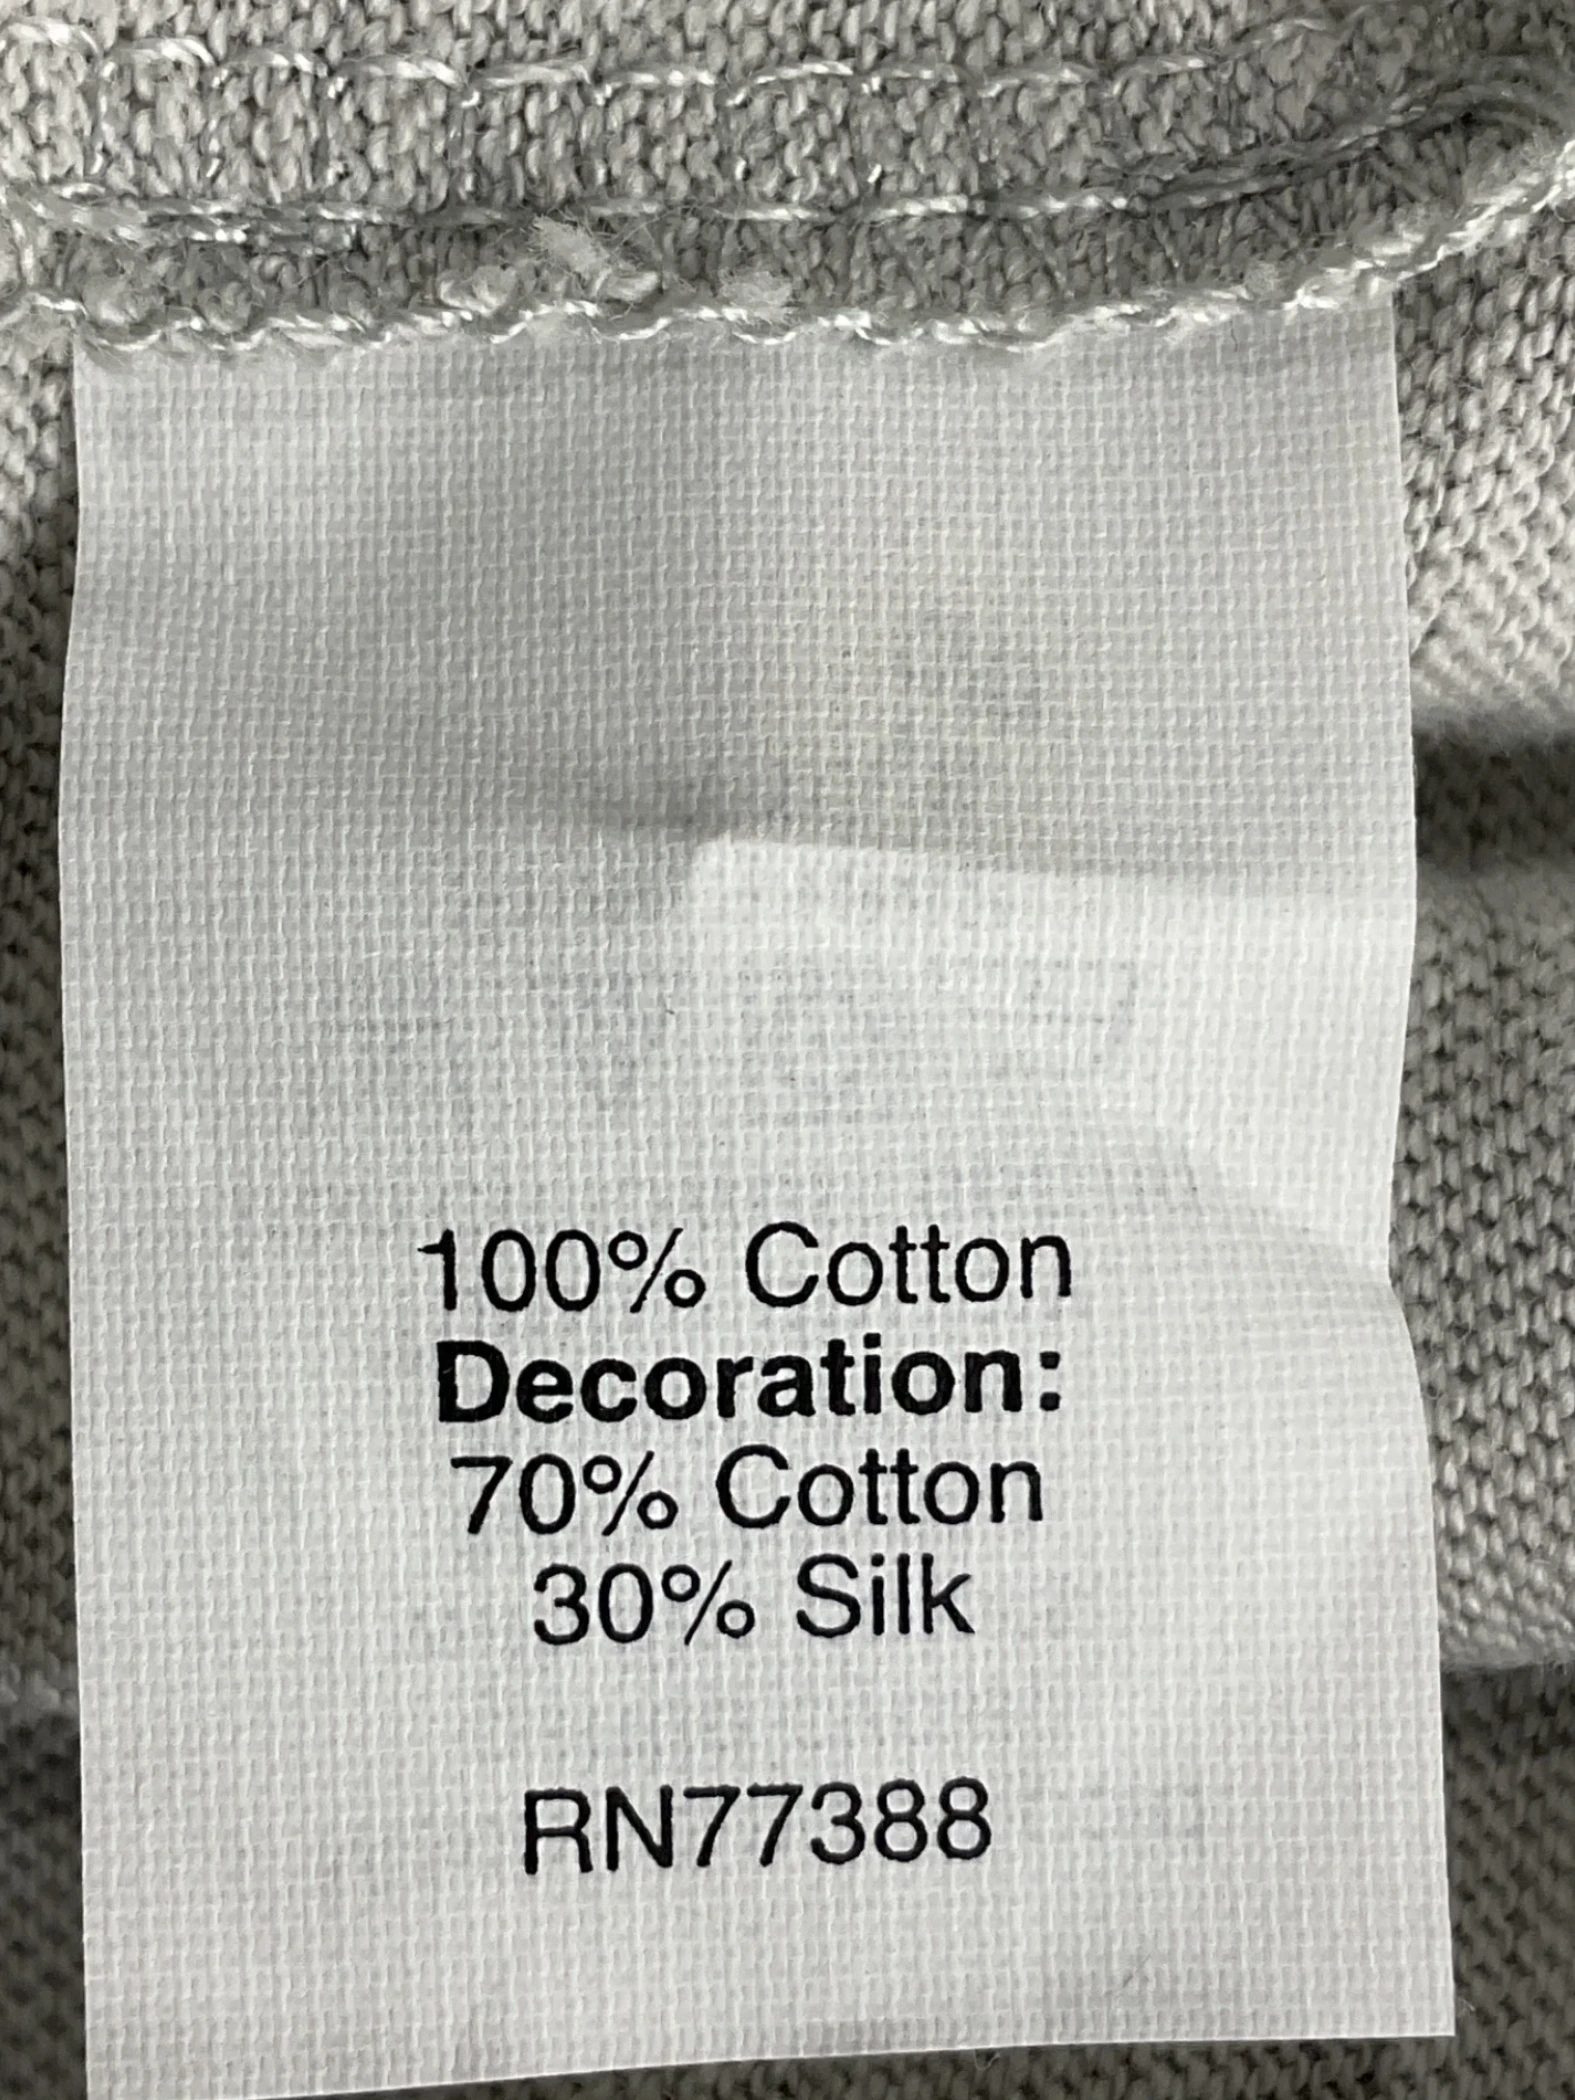 100% Cotton
Decoration:
70% Cotton
30% Silk
RN77388